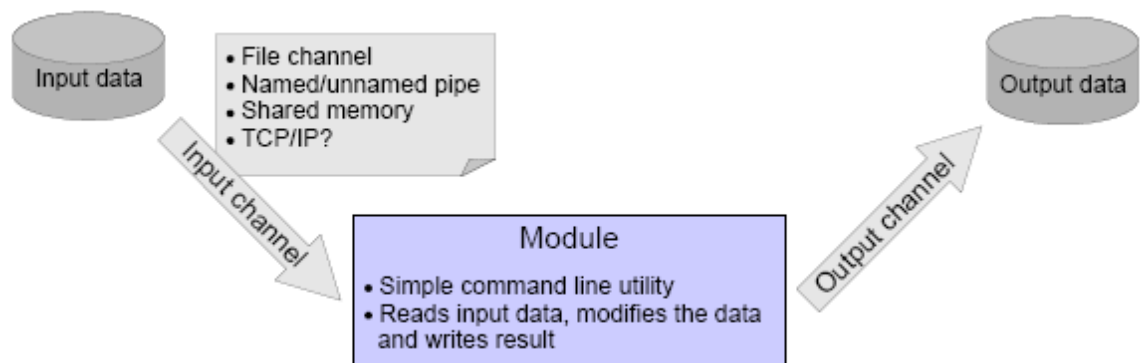 Input data
• File channel
• Named/unnamed pipe
• Shared memory
• TCP/IP?
Output data
Input channel
Output channel
Module
• Simple command line utility
• Reads input data, modifies the data
and writes result